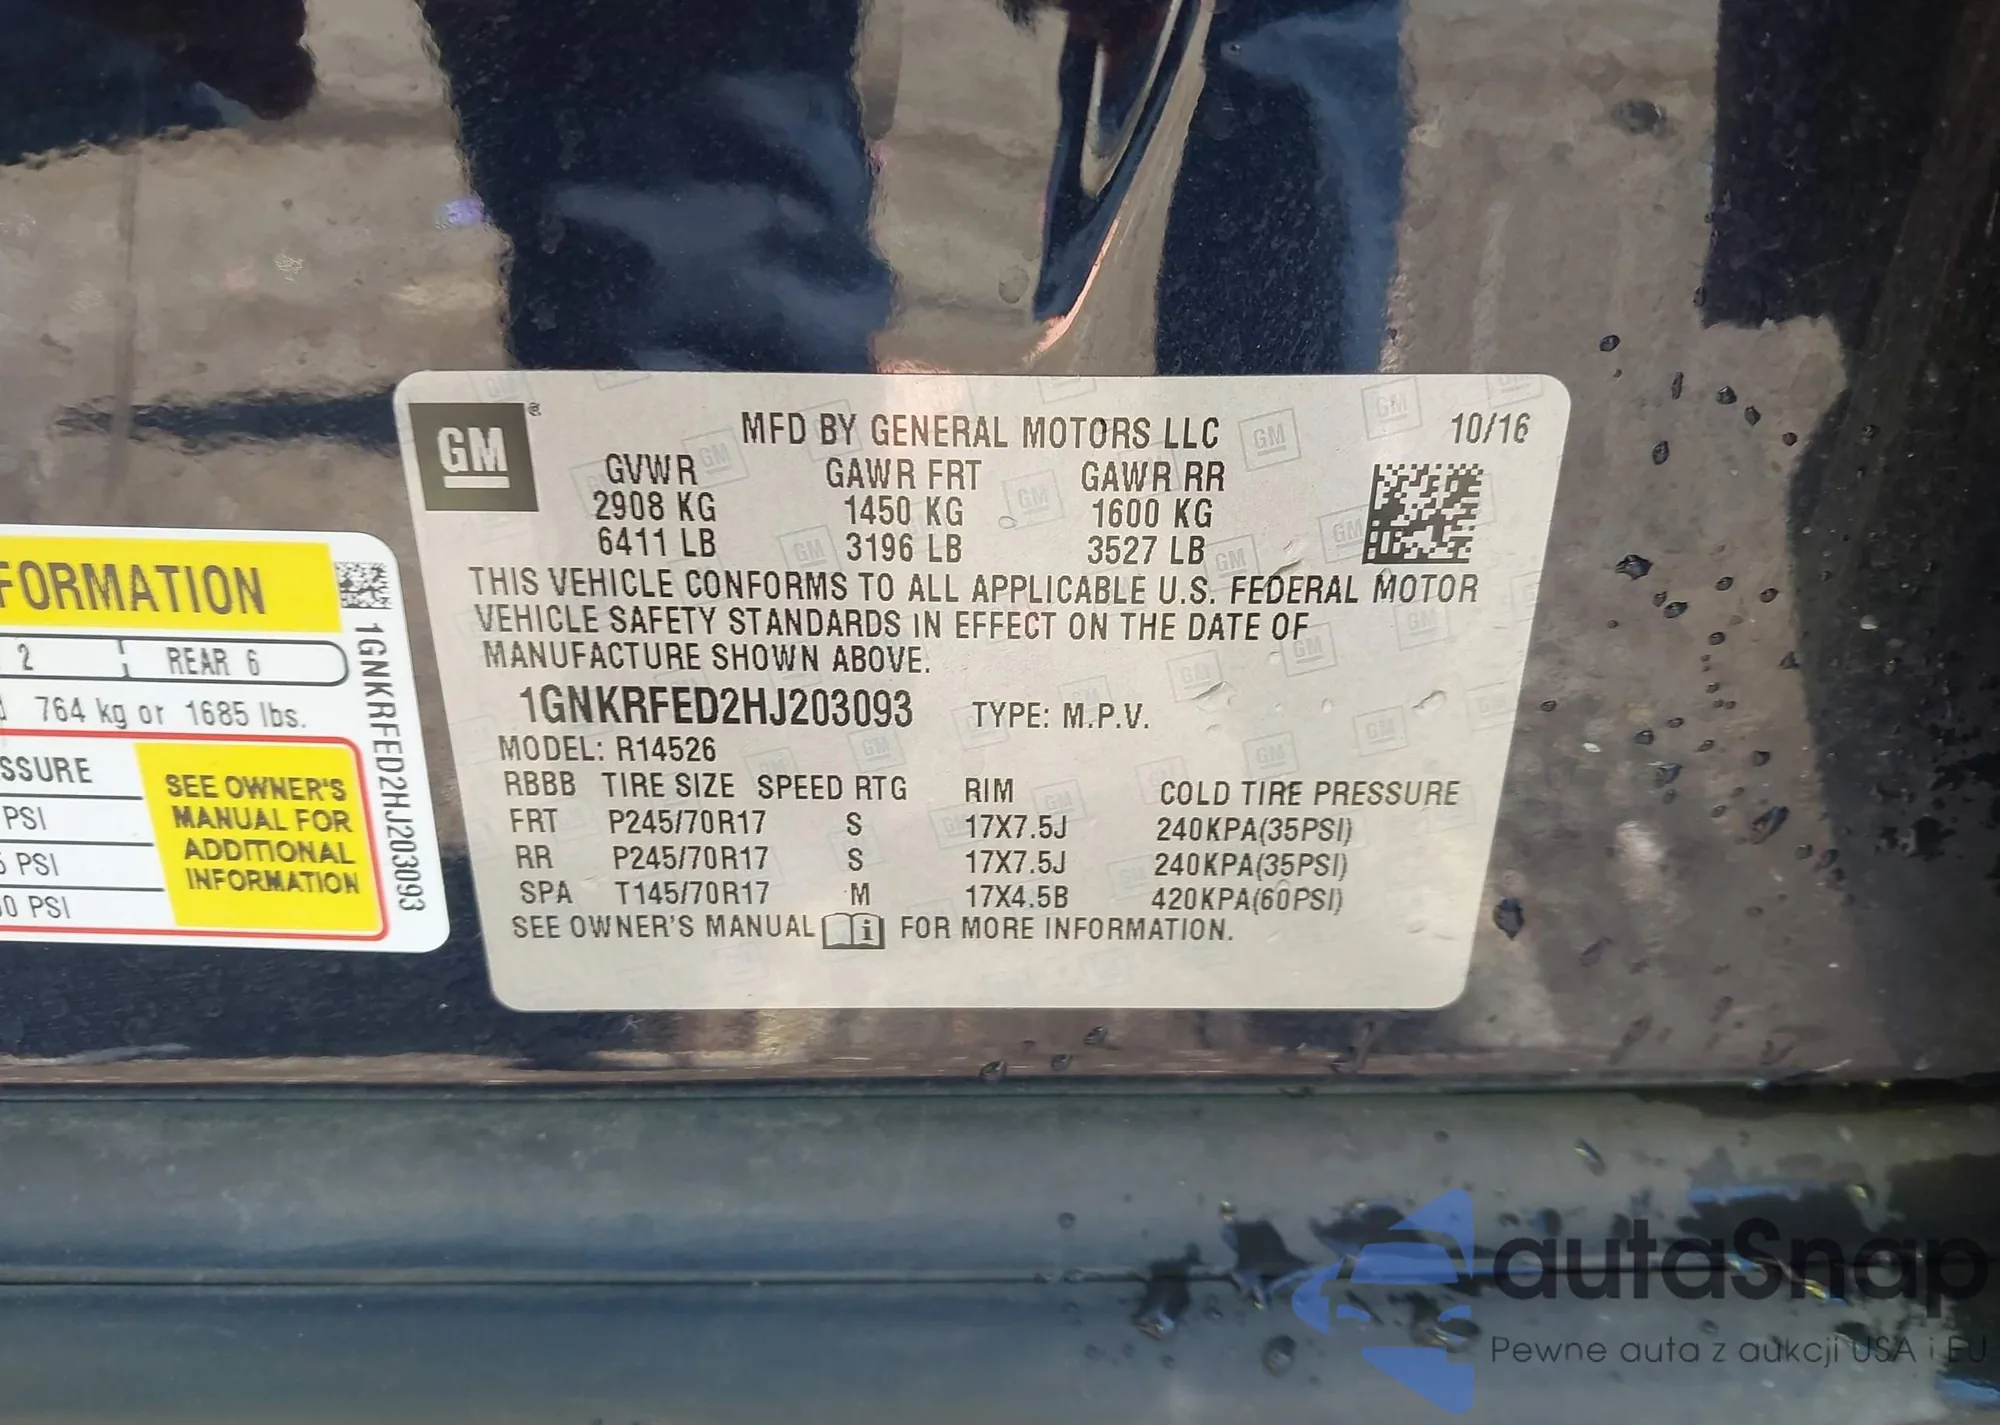 GM ®
MFD BY GENERAL MOTORS LLC 10/16
GVWR GAWR FRT GAWR RR
2908 KG 1450 KG 1600 KG
6411 LB 3196 LB 3527 LB
THIS VEHICLE CONFORMS TO ALL APPLICABLE U.S. FEDERAL MOTOR
VEHICLE SAFETY STANDARDS IN EFFECT ON THE DATE OF
MANUFACTURE SHOWN ABOVE.
1GNKRFED2HJ203093 TYPE: M.P.V.
MODEL: R14526
RBBB TIRE SIZE SPEED RTG RIM COLD TIRE PRESSURE
FRT P245/70R17 S 17X7.5J 240KPA(35PSI)
RR P245/70R17 S 17X7.5J 240KPA(35PSI)
SPA T145/70R17 M 17X4.5B 420KPA(60PSI)
SEE OWNER'S MANUAL i FOR MORE INFORMATION.
FORMATION
2 REAR 6
764 kg or 1685 lbs.
SSURE
PSI
PSI
0 PSI
SEE OWNER'S
MANUAL FOR
ADDITIONAL
INFORMATION
1GNKRFED2HJ203093
autaSnap
Pewne auta z aukcji USA i EU